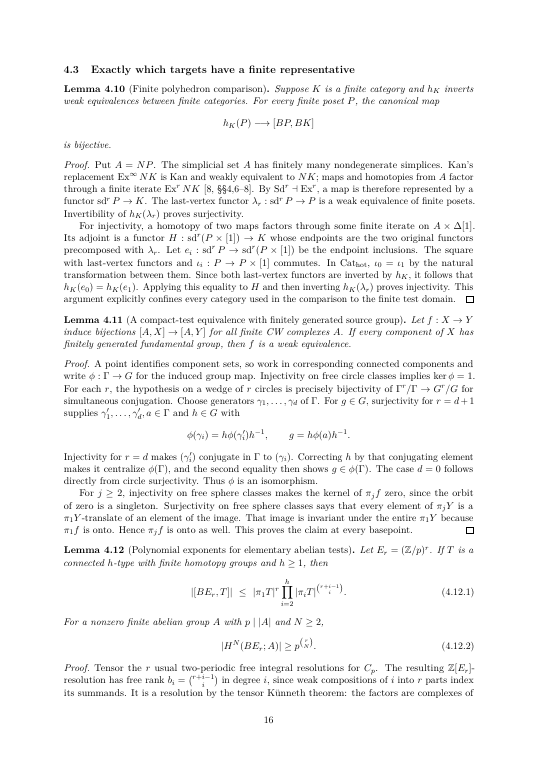 4.3 Exactly which targets have a finite representative
Lemma 4.10 (Finite polyhedron comparison). Suppose K is a finite category and h_K inverts
weak equivalences between finite categories. For every finite poset P, the canonical map
h_K(P) ⟶ [BP, BK]
is bijective.
Proof. Put A = NP. The simplicial set A has finitely many nondegenerate simplices. Kan's
replacement Ex^∞ NK is Kan and weakly equivalent to NK; maps and homotopies from A factor
through a finite iterate Ex^r NK [8, §§4,6–8]. By Sd^r ⊣ Ex^r, a map is therefore represented by a
functor sd^r P → K. The last-vertex functor λ_r : sd^r P → P is a weak equivalence of finite posets.
Invertibility of h_K(λ_r) proves surjectivity.
For injectivity, a homotopy of two maps factors through some finite iterate on A × Δ[1].
Its adjoint is a functor H : sd^r(P × [1]) → K whose endpoints are the two original functors
precomposed with λ_r. Let e_i : sd^r P → sd^r(P × [1]) be the endpoint inclusions. The square
with last-vertex functors and ι_i : P → P × [1] commutes. In Cat_hot, ι_0 = ι_1 by the natural
transformation between them. Since both last-vertex functors are inverted by h_K, it follows that
h_K(e_0) = h_K(e_1). Applying this equality to H and then inverting h_K(λ_r) proves injectivity. This
argument explicitly confines every category used in the comparison to the finite test domain. □
Lemma 4.11 (A compact-test equivalence with finitely generated source group). Let f : X → Y
induce bijections [A, X] → [A, Y] for all finite CW complexes A. If every component of X has
finitely generated fundamental group, then f is a weak equivalence.
Proof. A point identifies component sets, so work in corresponding connected components and
write ϕ : Γ → G for the induced group map. Injectivity on free circle classes implies ker ϕ = 1.
For each r, the hypothesis on a wedge of r circles is precisely bijectivity of Γ^r/Γ → G^r/G for
simultaneous conjugation. Choose generators γ_1, . . . , γ_d of Γ. For g ∈ G, surjectivity for r = d+1
supplies γ′_1, . . . , γ′_d, a ∈ Γ and h ∈ G with
ϕ(γ_i) = hϕ(γ′_i)h^{−1}, g = hϕ(a)h^{−1}.
Injectivity for r = d makes (γ′_i) conjugate in Γ to (γ_i). Correcting h by that conjugating element
makes it centralize ϕ(Γ), and the second equality then shows g ∈ ϕ(Γ). The case d = 0 follows
directly from circle surjectivity. Thus ϕ is an isomorphism.
For j ≥ 2, injectivity on free sphere classes makes the kernel of π_j f zero, since the orbit
of zero is a singleton. Surjectivity on free sphere classes says that every element of π_j Y is a
π_1Y-translate of an element of the image. That image is invariant under the entire π_1Y because
π_1 f is onto. Hence π_j f is onto as well. This proves the claim at every basepoint. □
Lemma 4.12 (Polynomial exponents for elementary abelian tests). Let E_r = (ℤ/p)^r. If T is a
connected h-type with finite homotopy groups and h ≥ 1, then
|[BE_r, T]| ≤ |π_1T|^r ∏_{i=2}^{h} |π_iT|^{\binom{r+i−1}{i}}. (4.12.1)
For a nonzero finite abelian group A with p | |A| and N ≥ 2,
|H^N(BE_r; A)| ≥ p^{\binom{r}{N}}. (4.12.2)
Proof. Tensor the r usual two-periodic free integral resolutions for C_p. The resulting ℤ[E_r]-
resolution has free rank b_i = \binom{r+i−1}{i} in degree i, since weak compositions of i into r parts index
its summands. It is a resolution by the tensor Künneth theorem: the factors are complexes of
16